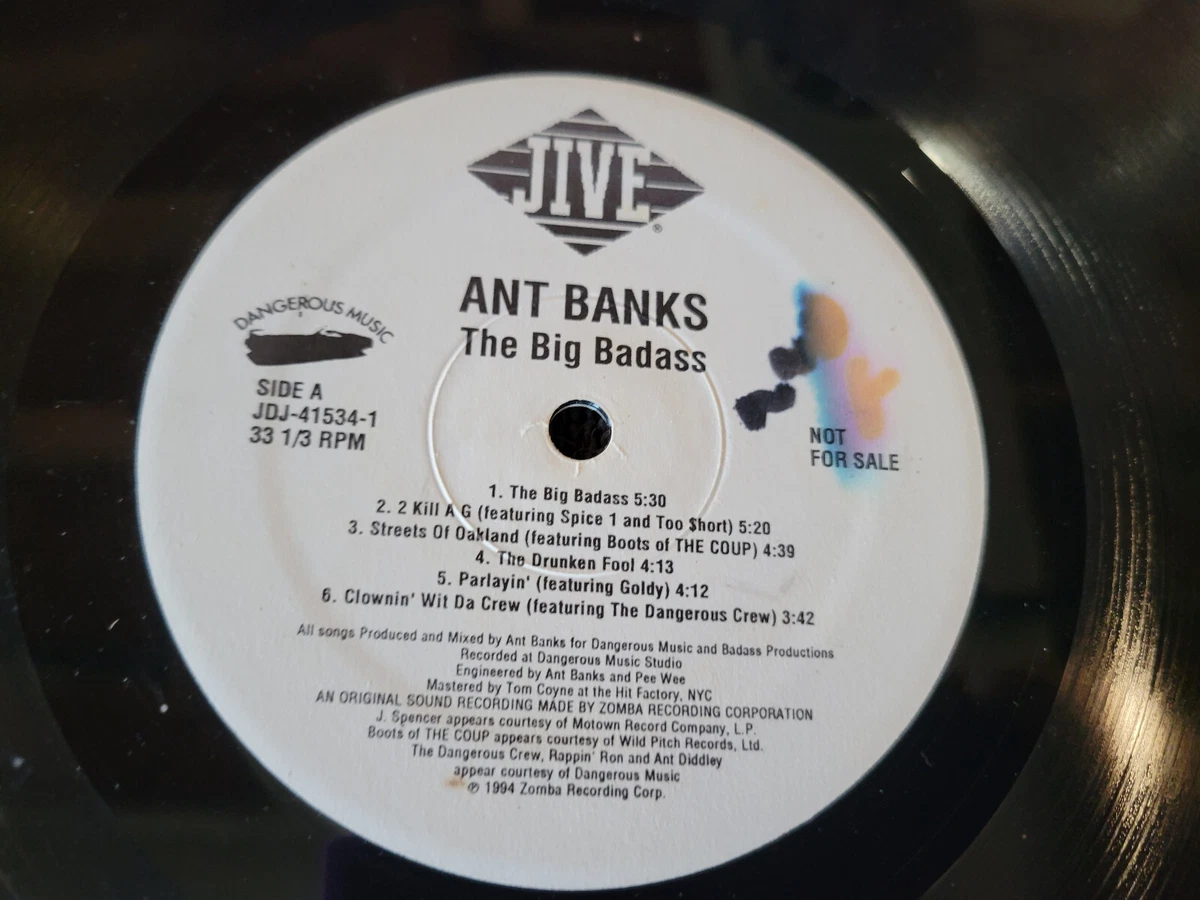 JIVE
®
ANT BANKS
The Big Badass
DANGEROUS MUSIC
SIDE A
JDJ-41534-1
33 1/3 RPM
NOT
FOR SALE
1. The Big Badass 5:30
2. 2 Kill A G (featuring Spice 1 and Too $hort) 5:20
3. Streets Of Oakland (featuring Boots of THE COUP) 4:39
4. The Drunken Fool 4:13
5. Parlayin' (featuring Goldy) 4:12
6. Clownin' Wit Da Crew (featuring The Dangerous Crew) 3:42
All songs Produced and Mixed by Ant Banks for Dangerous Music and Badass Productions
Recorded at Dangerous Music Studio
Engineered by Ant Banks and Pee Wee
Mastered by Tom Coyne at the Hit Factory, NYC
AN ORIGINAL SOUND RECORDING MADE BY ZOMBA RECORDING CORPORATION
J. Spencer appears courtesy of Motown Record Company, L.P.
Boots of THE COUP appears courtesy of Wild Pitch Records, Ltd.
The Dangerous Crew, Rappin' Ron and Ant Diddley
appear courtesy of Dangerous Music
℗ 1994 Zomba Recording Corp.